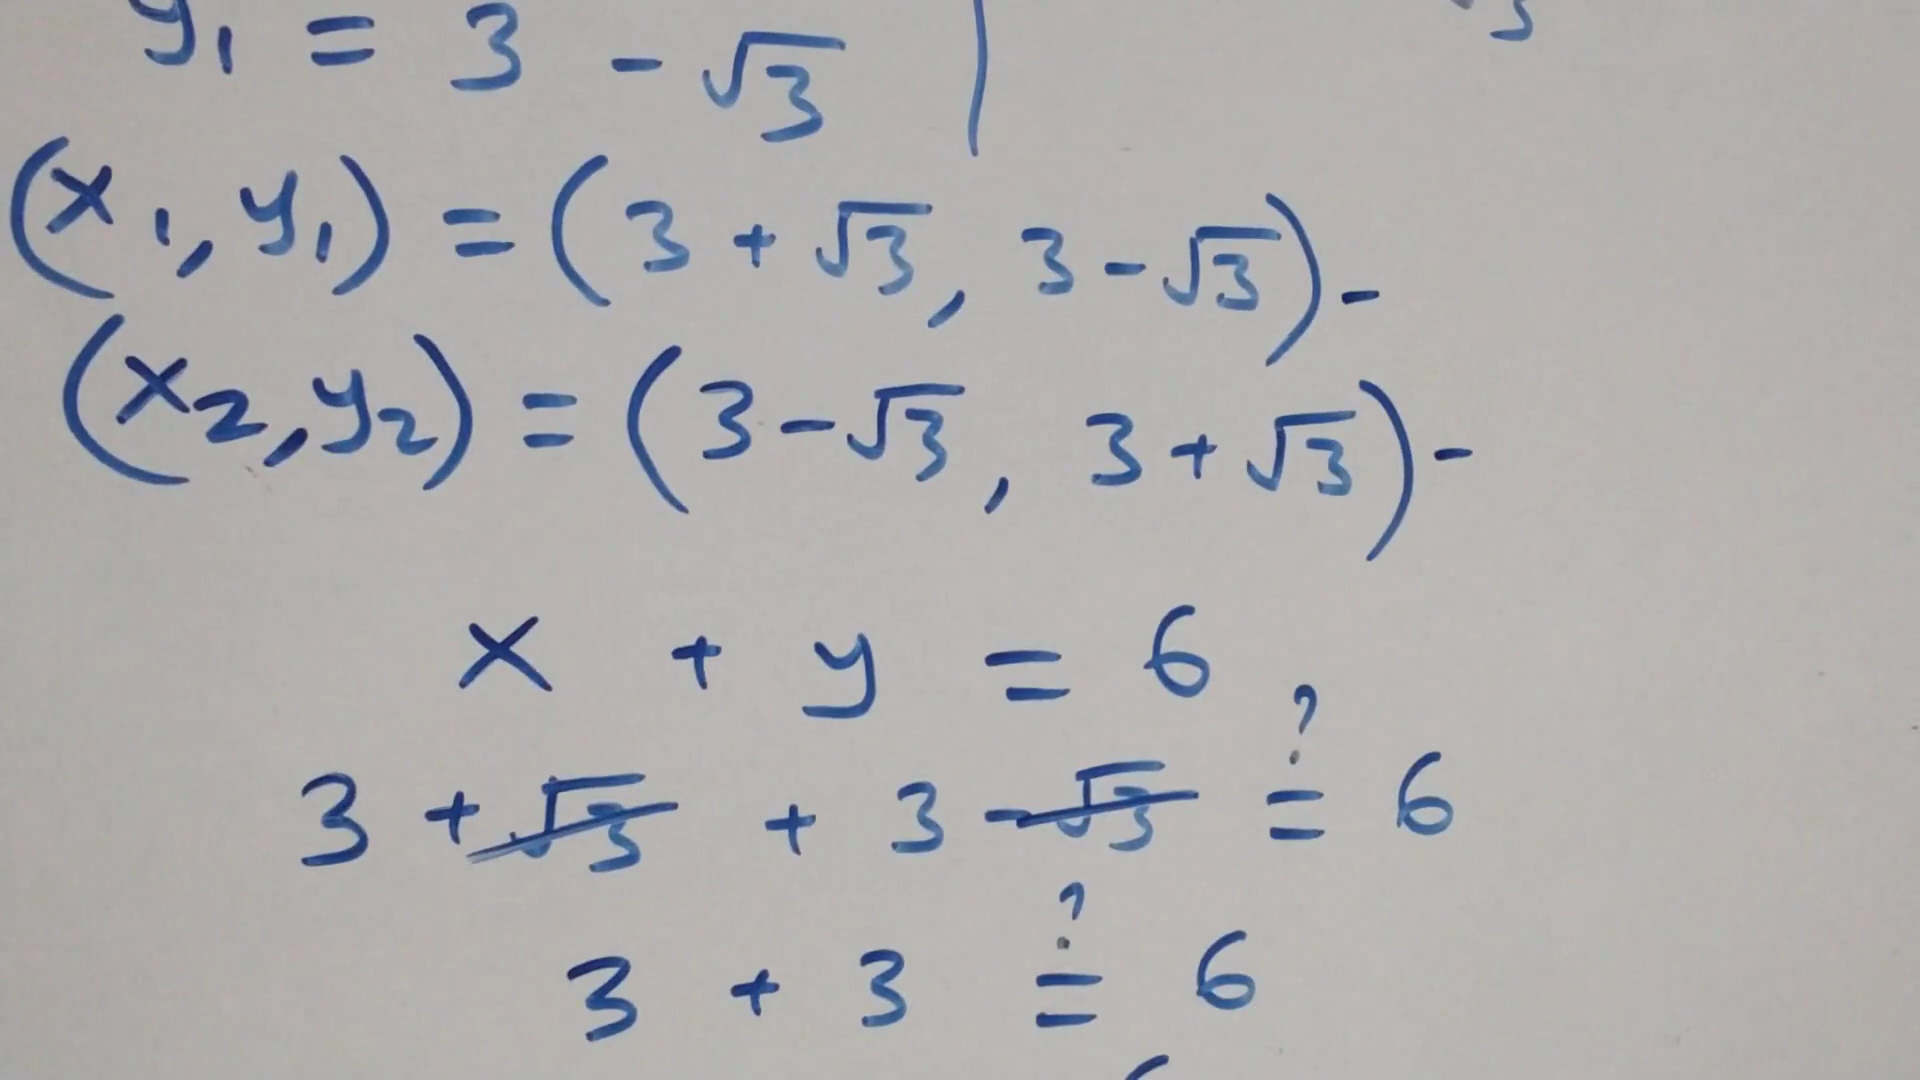 y₁ = 3 - √3
(x₁, y₁) = (3 + √3, 3 - √3) -
(x₂, y₂) = (3 - √3, 3 + √3) -
x + y = 6
3 + √3 + 3 - √3 ≟ 6
3 + 3 ≟ 6